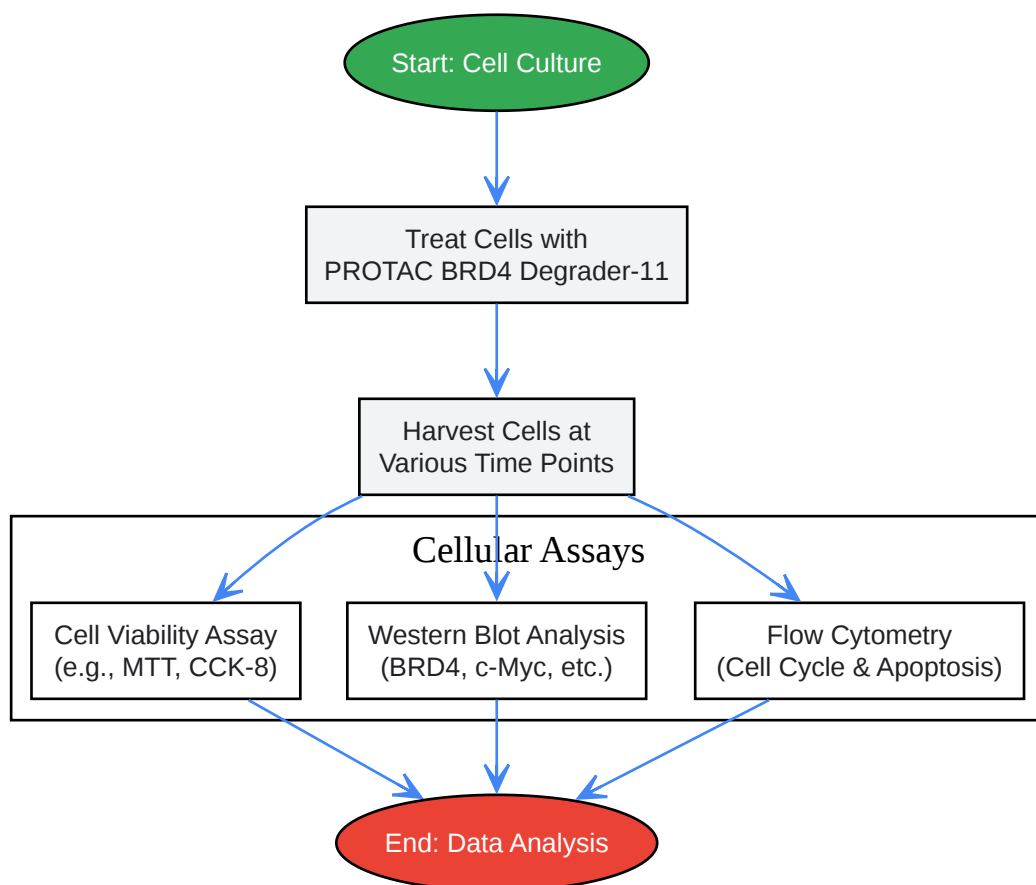 Start: Cell Culture
Treat Cells with
PROTAC BRD4 Degrader-11
Harvest Cells at
Various Time Points
Cellular Assays
Cell Viability Assay
(e.g., MTT, CCK-8)
Western Blot Analysis
(BRD4, c-Myc, etc.)
Flow Cytometry
(Cell Cycle & Apoptosis)
End: Data Analysis